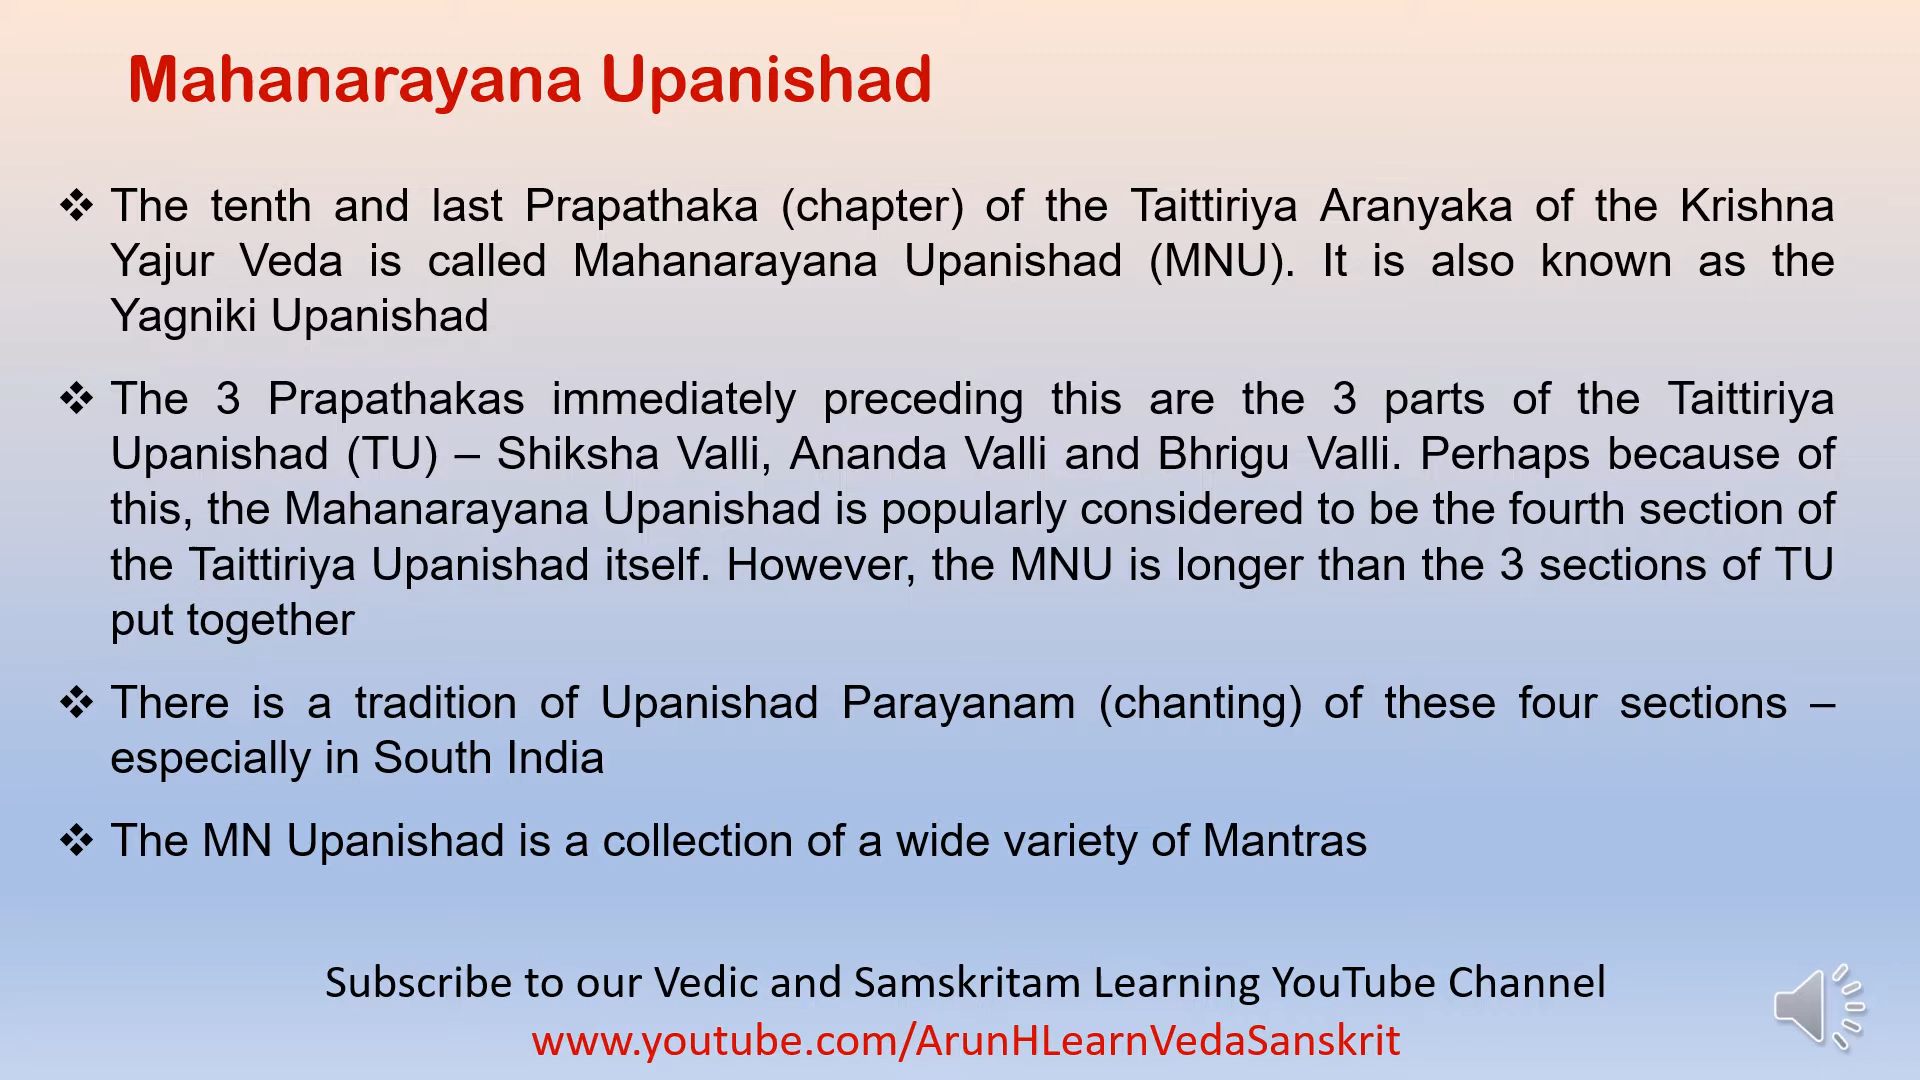 Mahanarayana Upanishad
❖ The tenth and last Prapathaka (chapter) of the Taittiriya Aranyaka of the Krishna
Yajur Veda is called Mahanarayana Upanishad (MNU). It is also known as the
Yagniki Upanishad
❖ The 3 Prapathakas immediately preceding this are the 3 parts of the Taittiriya
Upanishad (TU) – Shiksha Valli, Ananda Valli and Bhrigu Valli. Perhaps because of
this, the Mahanarayana Upanishad is popularly considered to be the fourth section of
the Taittiriya Upanishad itself. However, the MNU is longer than the 3 sections of TU
put together
❖ There is a tradition of Upanishad Parayanam (chanting) of these four sections –
especially in South India
❖ The MN Upanishad is a collection of a wide variety of Mantras
Subscribe to our Vedic and Samskritam Learning YouTube Channel
www.youtube.com/ArunHLearnVedaSanskrit